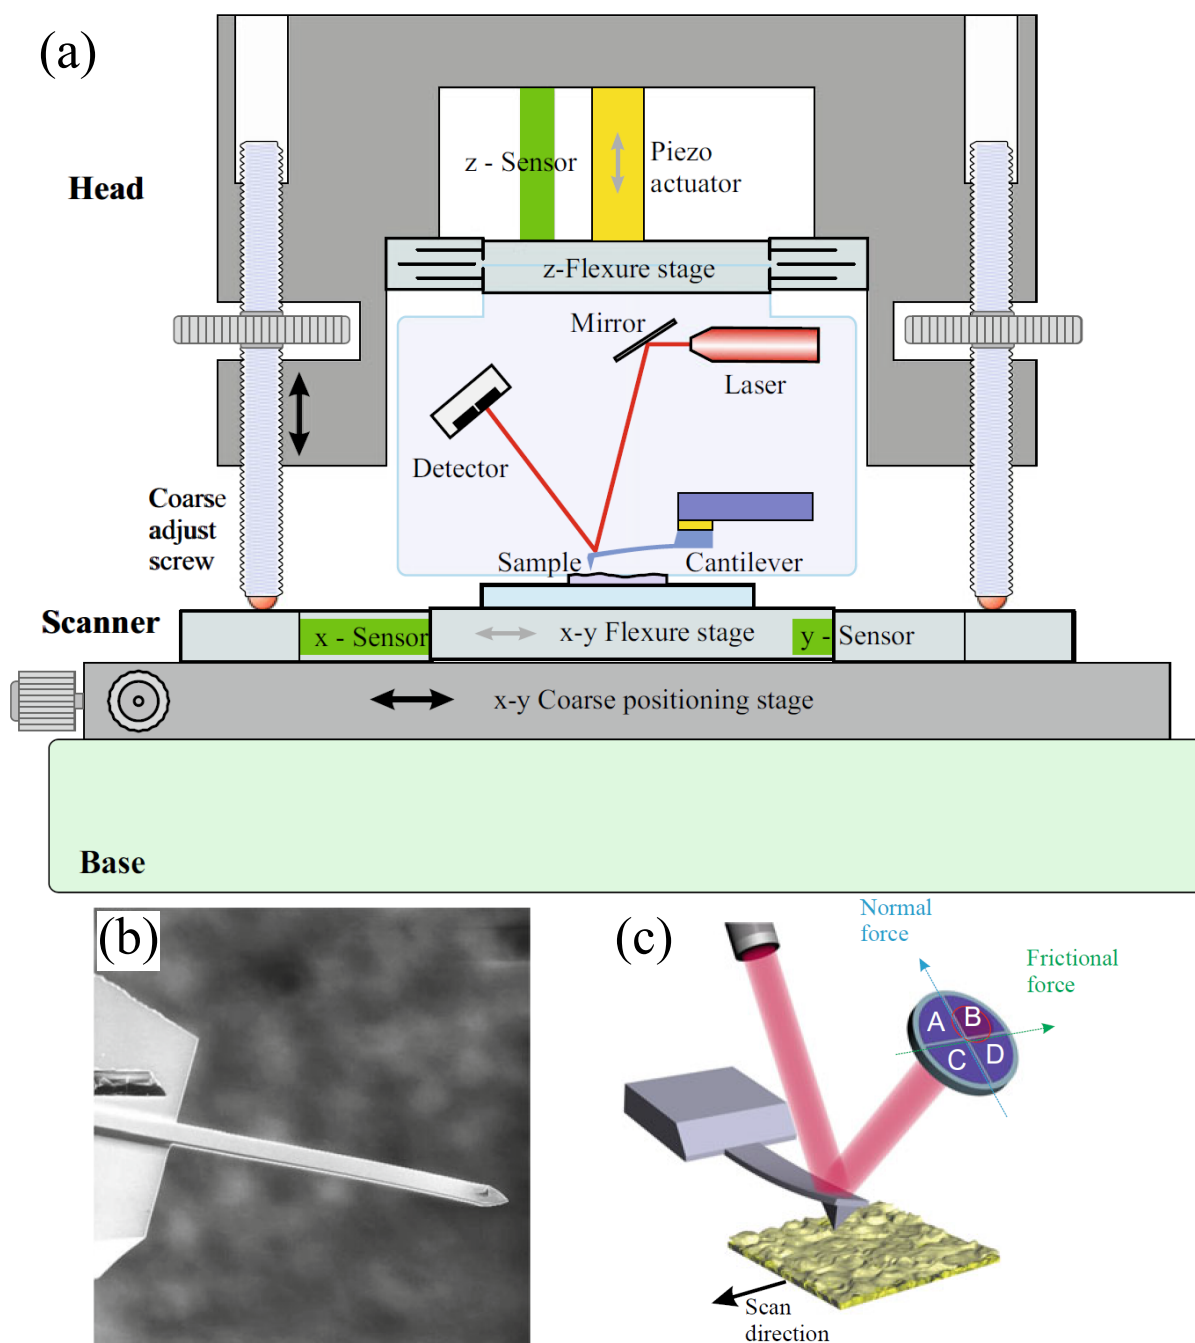 (a)
Head
z - Sensor
Piezo
actuator
z-Flexure stage
Mirror
Laser
Detector
Coarse
adjust
screw
Sample
Cantilever
Scanner
x - Sensor
x-y Flexure stage
y - Sensor
x-y Coarse positioning stage
Base
(b)
(c)
Normal
force
Frictional
force
A
B
C
D
Scan
direction